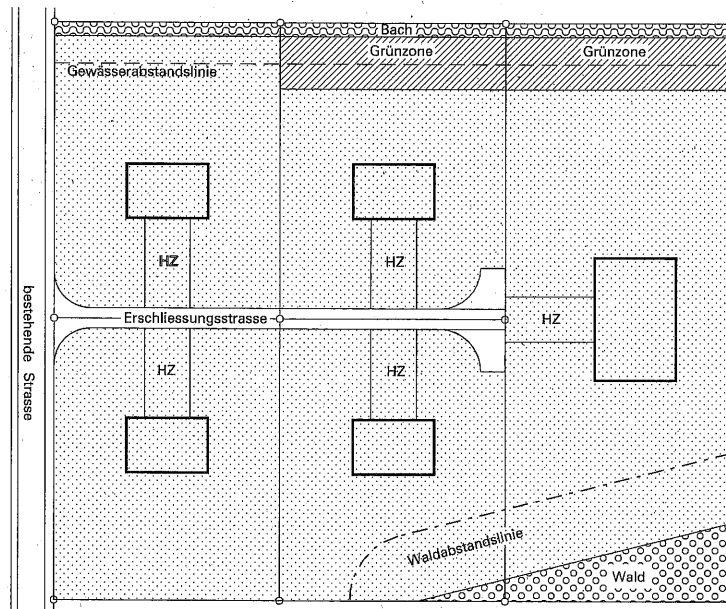 Bach
Grünzone
Grünzone
Gewässerabstandslinie
HZ
HZ
bestehende Strasse
Erschliessungsstrasse
HZ
HZ
HZ
Waldabstandslinie
Wald